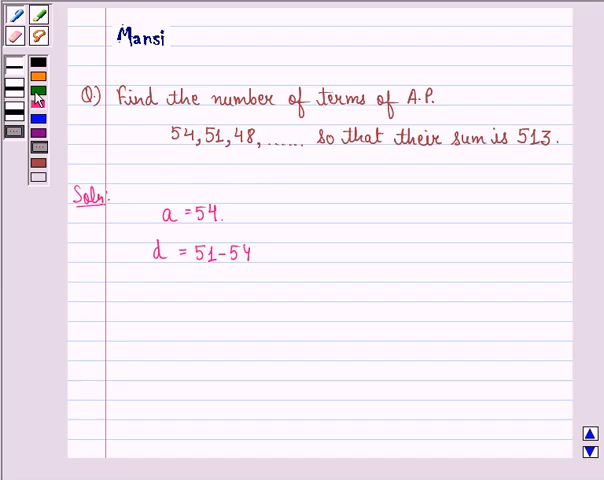 Mansi
Q.) Find the number of terms of A.P.
54, 51, 48, ...... so that their sum is 513.
Soln:
a = 54.
d = 51 - 54